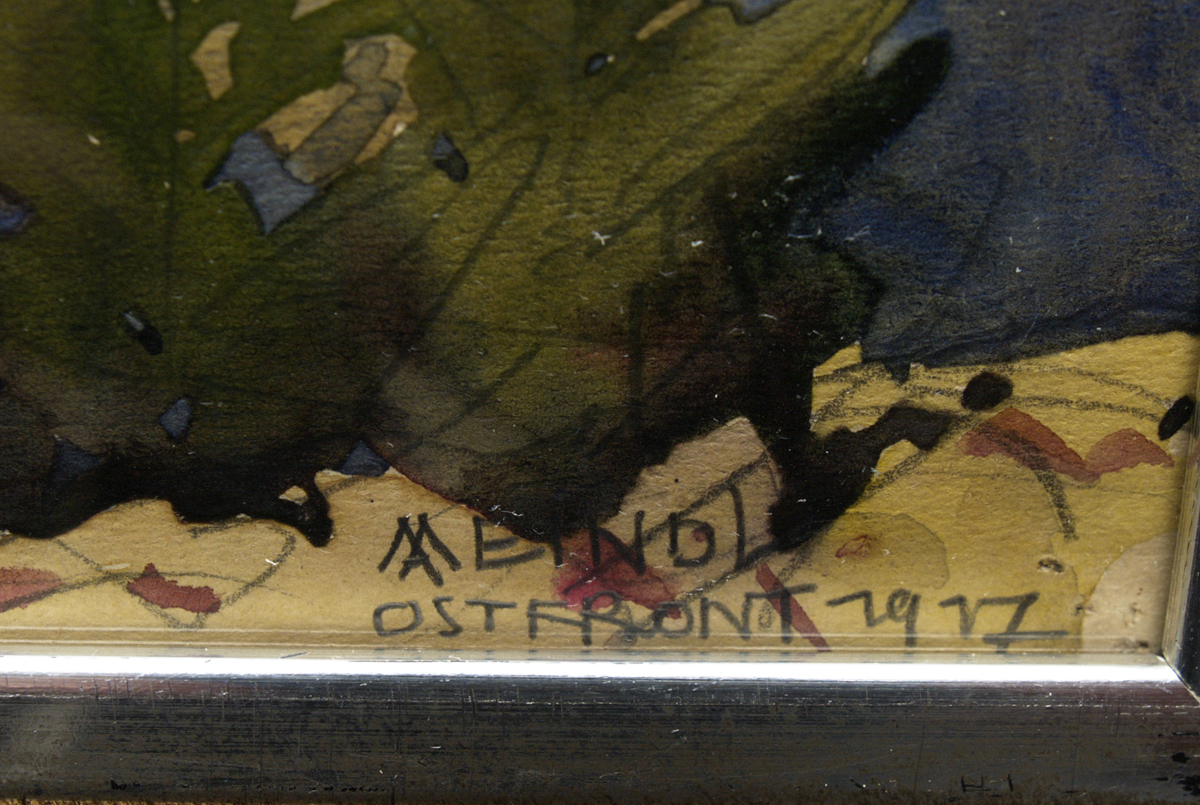 A MEINDL
OSTFRONT 1917